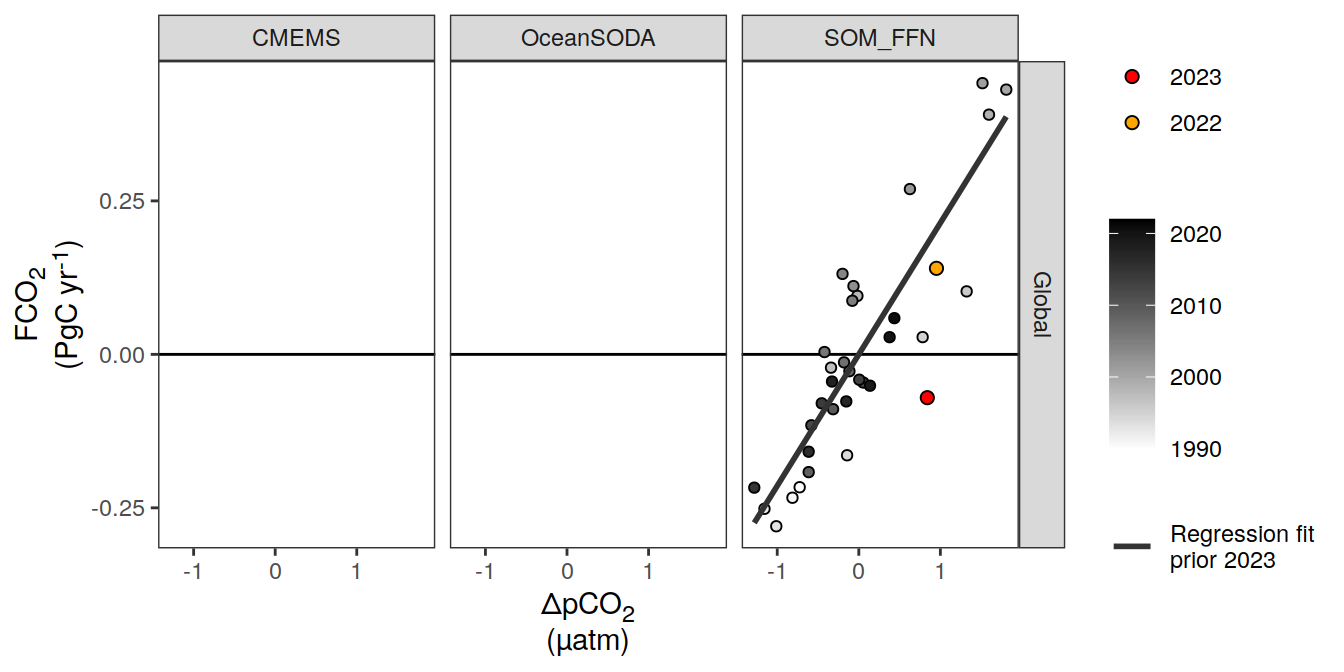 CMEMS
OceanSODA
SOM_FFN
Global
FCO₂
(PgC yr⁻¹)
0.25
0.00
-0.25
-1 0 1
-1 0 1
-1 0 1
ΔpCO₂
(µatm)
2023
2022
2020
2010
2000
1990
Regression fit
prior 2023